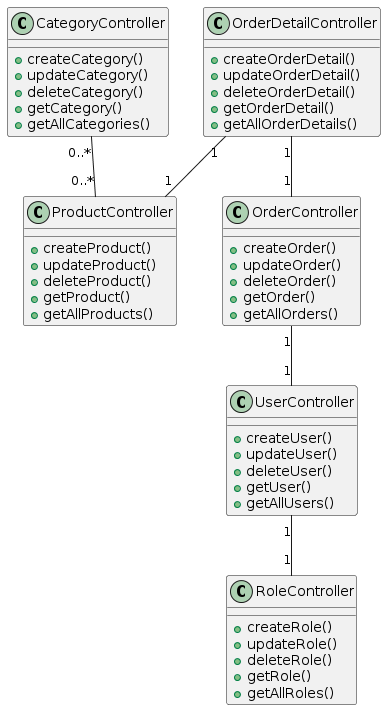 C CategoryController
+createCategory()
+updateCategory()
+deleteCategory()
+getCategory()
+getAllCategories()
C OrderDetailController
+createOrderDetail()
+updateOrderDetail()
+deleteOrderDetail()
+getOrderDetail()
+getAllOrderDetails()
0..*
0..*
1
1
1
1
C ProductController
createProduct()
updateProduct()
deleteProduct()
getProduct()
getAllProducts()
C OrderController
createOrder()
updateOrder()
deleteOrder()
getOrder()
getAllOrders()
1
1
C UserController
createUser()
updateUser()
deleteUser()
getUser()
getAllUsers()
1
1
C RoleController
createRole()
updateRole()
deleteRole()
getRole()
getAllRoles()